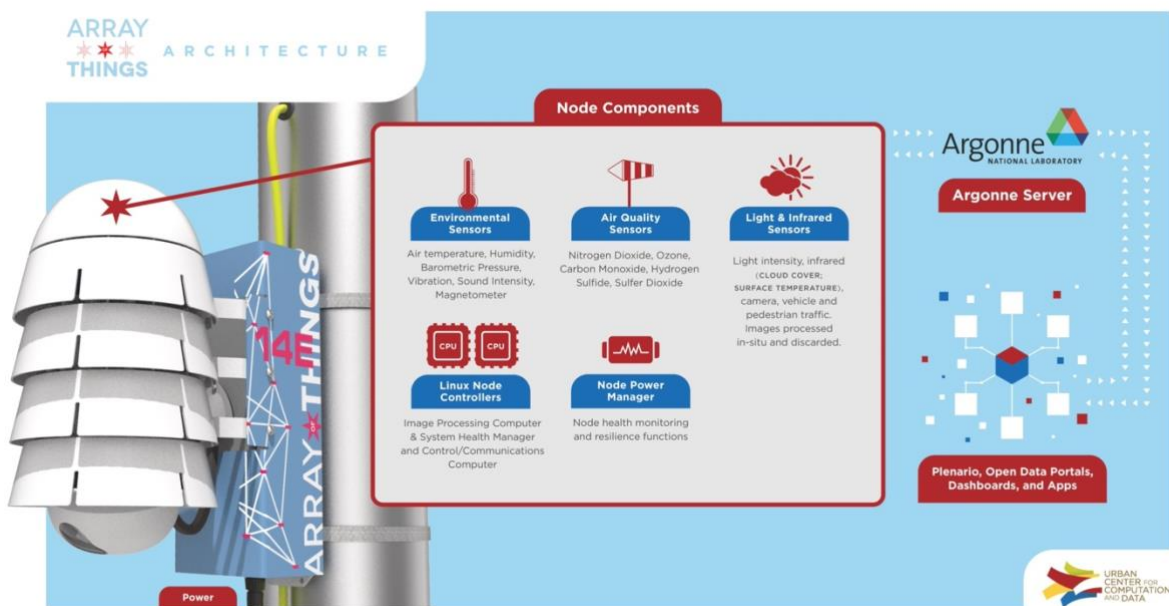 ARRAY
OF
THINGS
ARCHITECTURE
Node Components
Environmental
Sensors
Air temperature, Humidity,
Barometric Pressure,
Vibration, Sound Intensity,
Magnetometer
Air Quality
Sensors
Nitrogen Dioxide, Ozone,
Carbon Monoxide, Hydrogen
Sulfide, Sulfer Dioxide
Light & Infrared
Sensors
Light intensity, infrared
(CLOUD COVER;
SURFACE TEMPERATURE),
camera, vehicle and
pedestrian traffic.
Images processed
in-situ and discarded.
CPU
CPU
Linux Node
Controllers
Image Processing Computer
& System Health Manager
and Control/Communications
Computer
Node Power
Manager
Node health monitoring
and resilience functions
Argonne
NATIONAL LABORATORY
Argonne Server
Plenario, Open Data Portals,
Dashboards, and Apps
14E
ARRAY OF THINGS
Power
URBAN
CENTER FOR
COMPUTATION
AND DATA